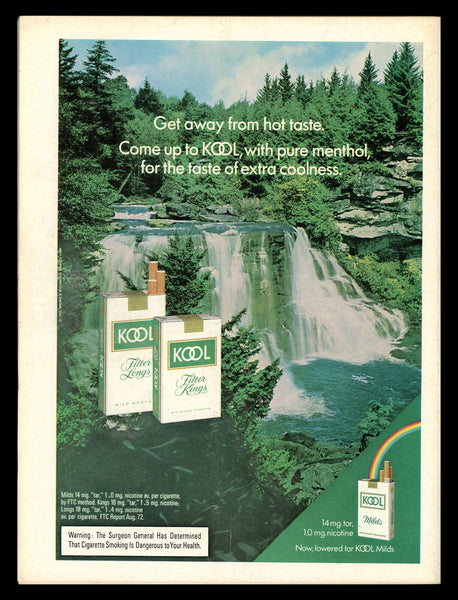 Get away from hot taste.
Come up to KOOL, with pure menthol,
for the taste of extra coolness.
KOOL
Filter
Longs
KOOL
Filter
Kings
Milds 14 mg. "tar," 1.0 mg. nicotine av. per cigarette,
by FTC method. Kings 18 mg. "tar," 1.5 mg. nicotine;
Longs 18 mg. "tar," 1.4 mg. nicotine
av. per cigarette, FTC Report Aug. 72.
Warning: The Surgeon General Has Determined
That Cigarette Smoking Is Dangerous to Your Health.
KOOL
Milds
14 mg. tar,
1.0 mg. nicotine
Now, lowered tar KOOL Milds